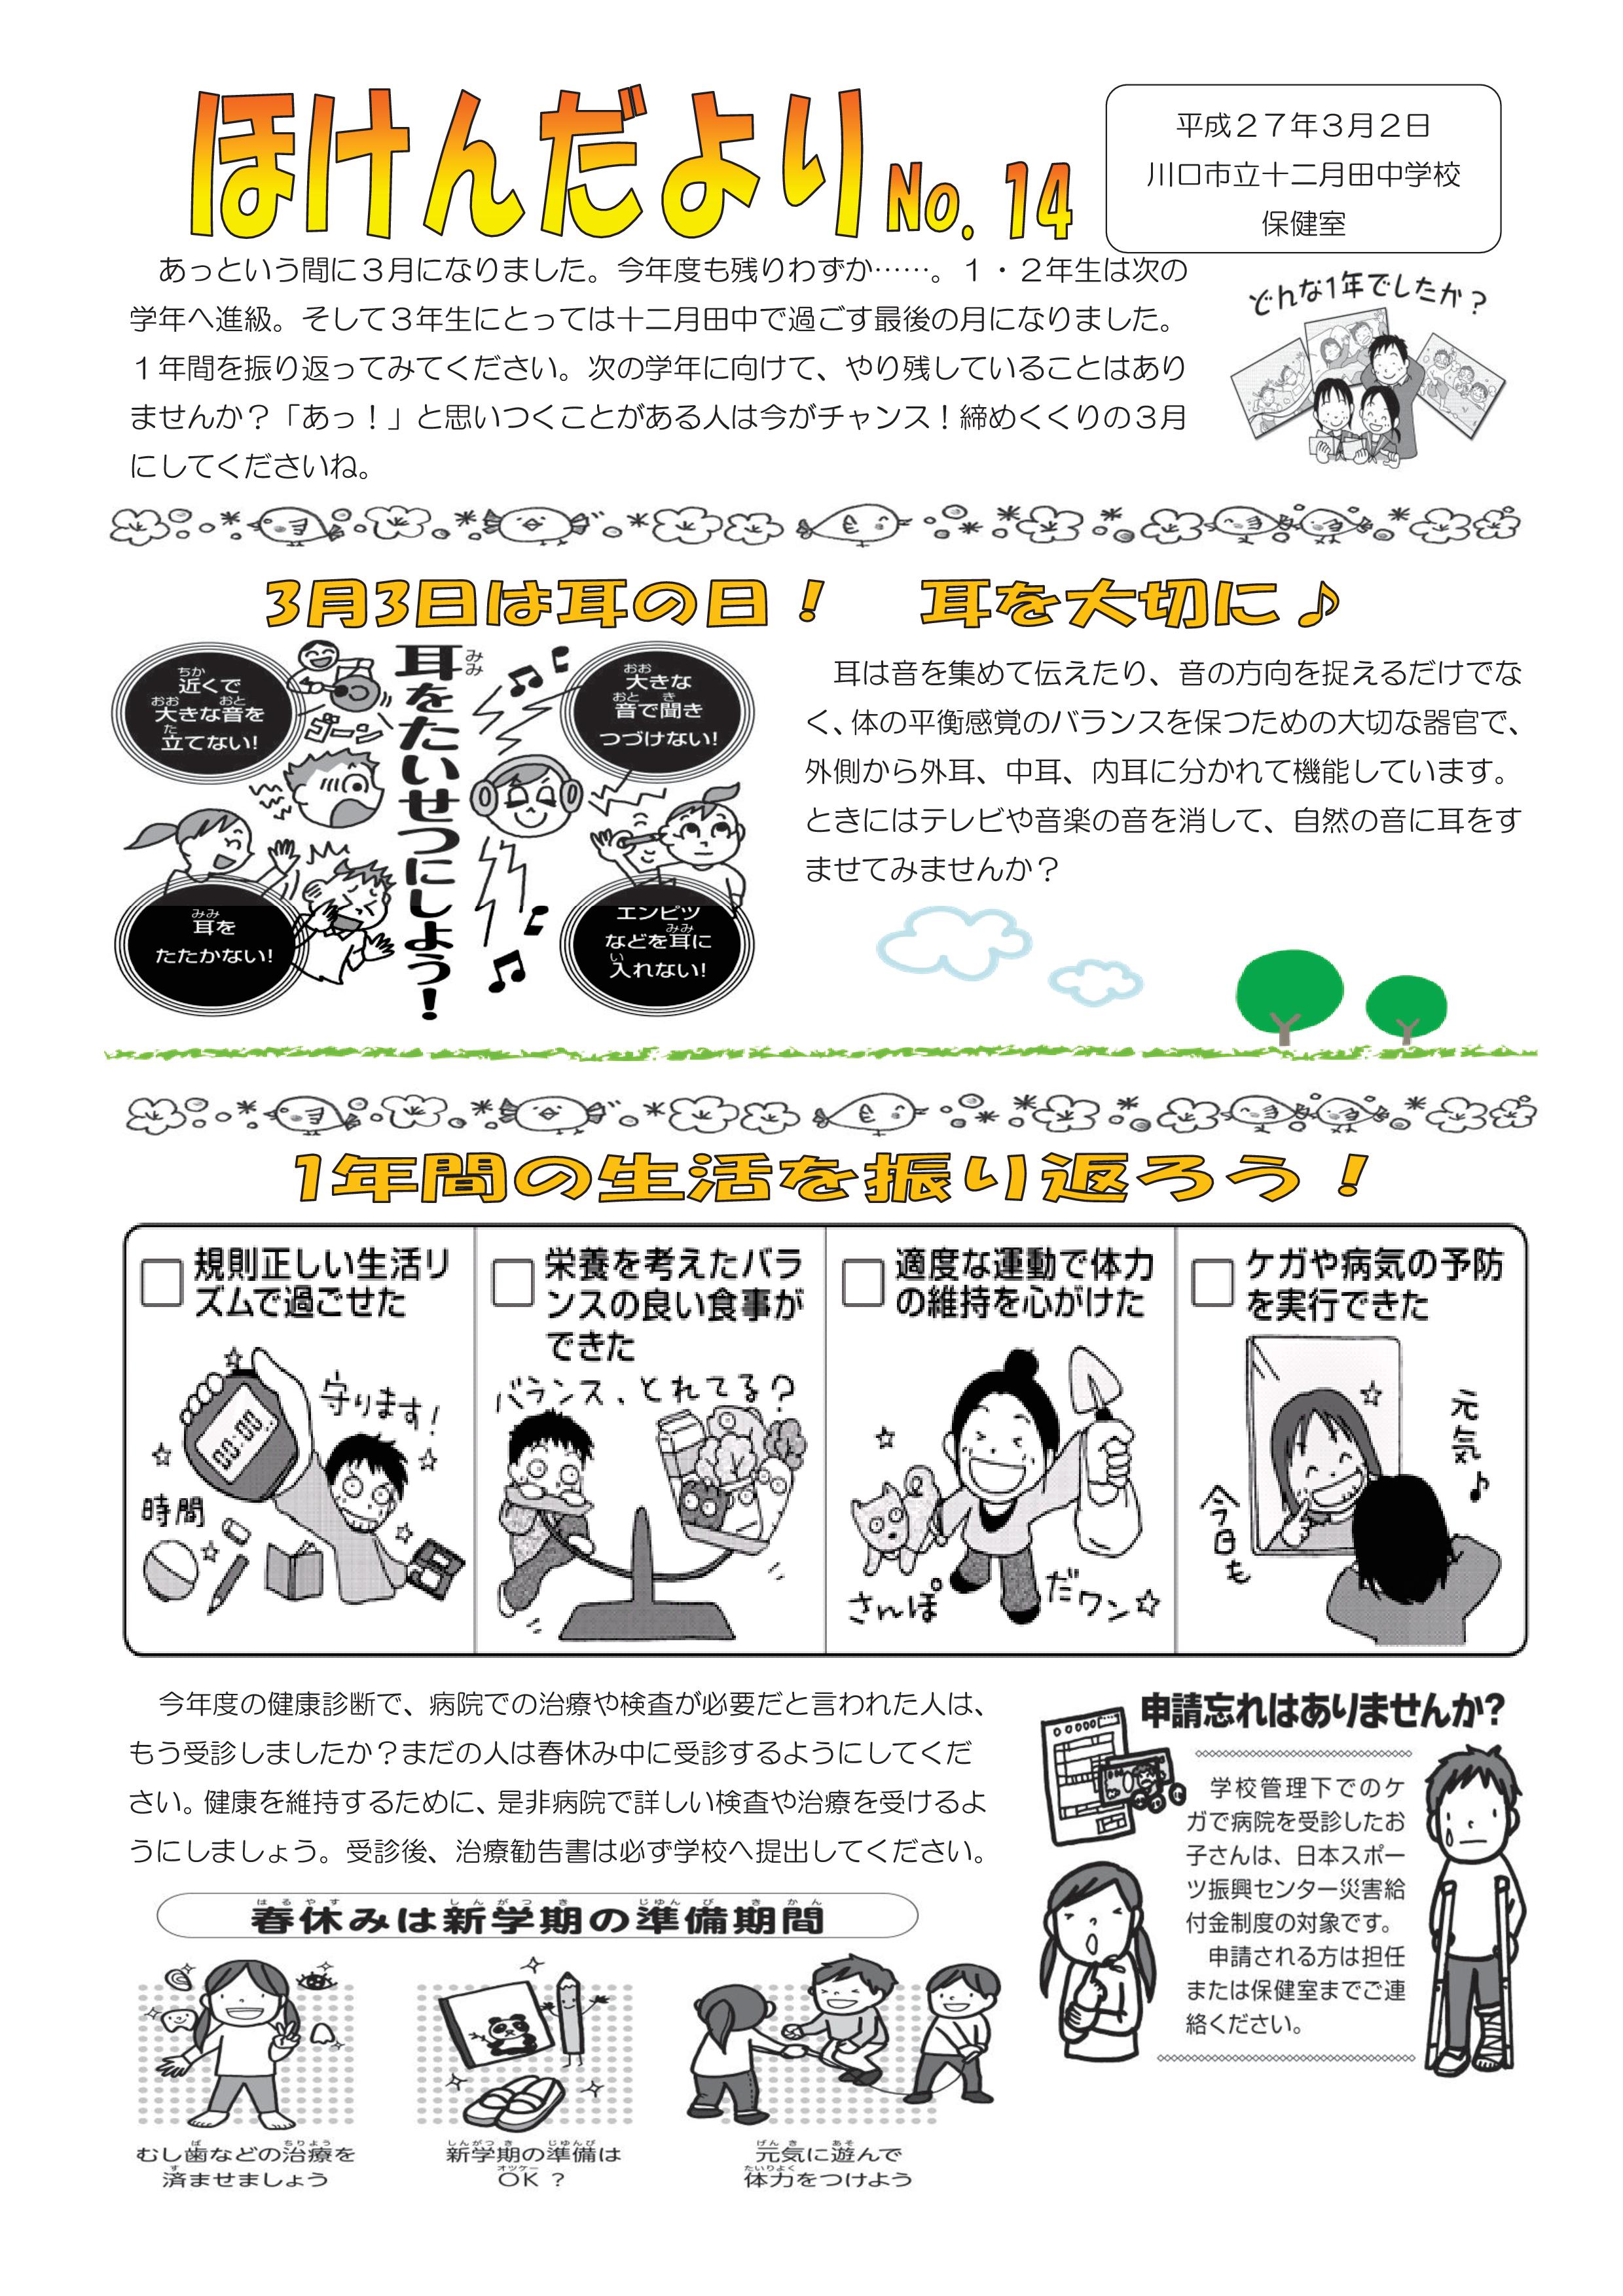 ほけんだより No. 14
平成２７年３月２日
川口市立十二月田中学校
保健室
あっという間に３月になりました。今年度も残りわずか……。１・２年生は次の
学年へ進級。そして３年生にとっては十二月田中で過ごす最後の月になりました。
１年間を振り返ってみてください。次の学年に向けて、やり残していることはあり
ませんか？「あっ！」と思いつくことがある人は今がチャンス！締めくくりの３月
にしてくださいね。
どんな1年でしたか？
3月3日は耳の日！　耳を大切に♪
近くで
大きな音を
立てない!
ゴーン
耳をたいせつにしよう!
大きな
音で聞き
つづけない!
耳を
たたかない!
エンピツ
などを耳に
入れない!
耳は音を集めて伝えたり、音の方向を捉えるだけでな
く、体の平衡感覚のバランスを保つための大切な器官で、
外側から外耳、中耳、内耳に分かれて機能しています。
ときにはテレビや音楽の音を消して、自然の音に耳をす
ませてみませんか？
1年間の生活を振り返ろう！
規則正しい生活リ
ズムで過ごせた
守ります!
00:00
時間
栄養を考えたバラ
ンスの良い食事が
できた
バランス、とれてる?
適度な運動で体力
の維持を心がけた
さんぽ
だワン☆
ケガや病気の予防
を実行できた
今日も
元気♪
今年度の健康診断で、病院での治療や検査が必要だと言われた人は、
もう受診しましたか？まだの人は春休み中に受診するようにしてくだ
さい。健康を維持するために、是非病院で詳しい検査や治療を受けるよ
うにしましょう。受診後、治療勧告書は必ず学校へ提出してください。
申請忘れはありませんか?
学校管理下でのケ
ガで病院を受診したお
子さんは、日本スポー
ツ振興センター災害給
付金制度の対象です。
申請される方は担任
または保健室までご連
絡ください。
春休みは新学期の準備期間
むし歯などの治療を
済ませましょう
新学期の準備は
OK？
元気に遊んで
体力をつけよう